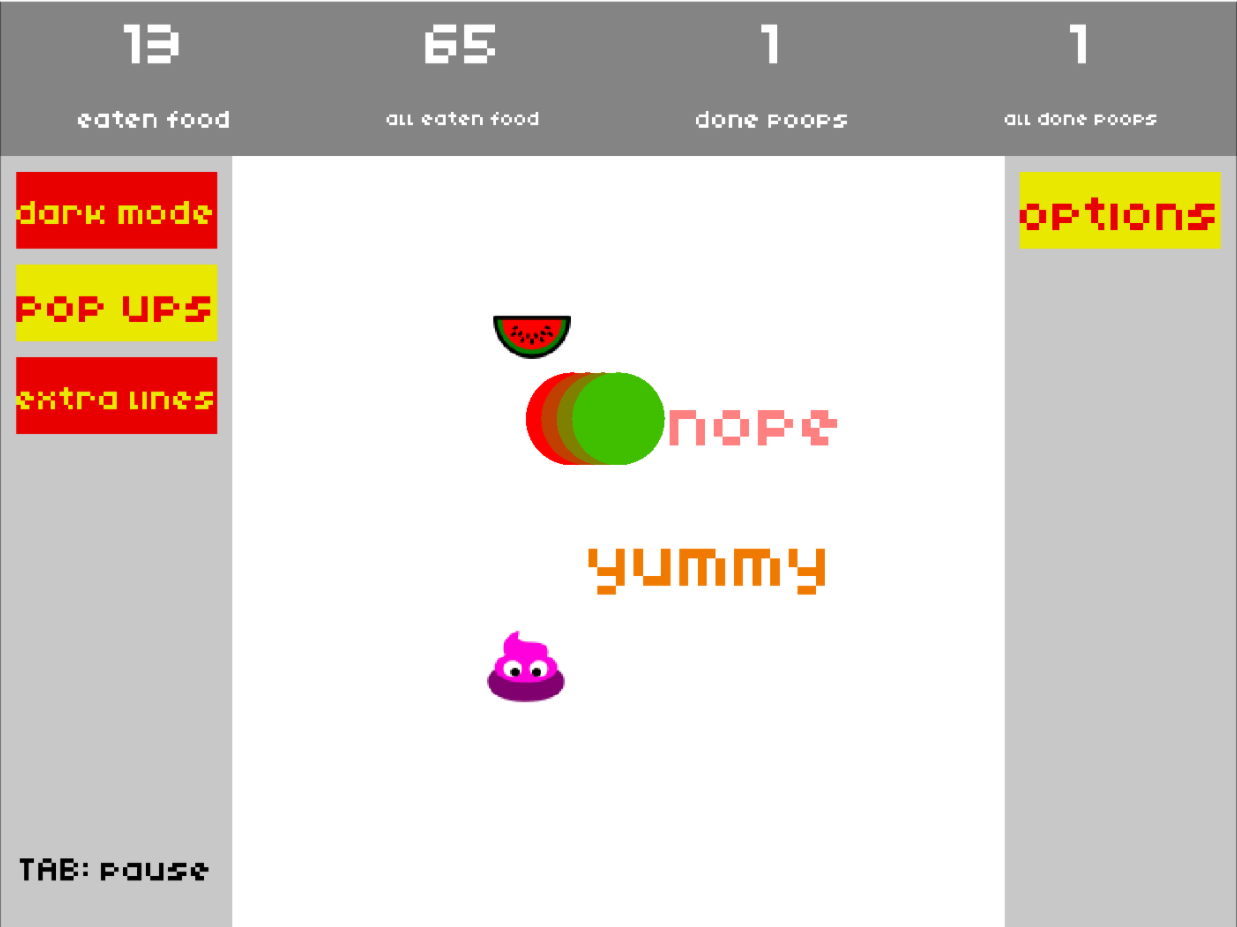 13 65 1 1
eaten food all eaten food done poops all done poops
dark mode
options
pop ups
extra lines
nope
yummy
TAB: pause